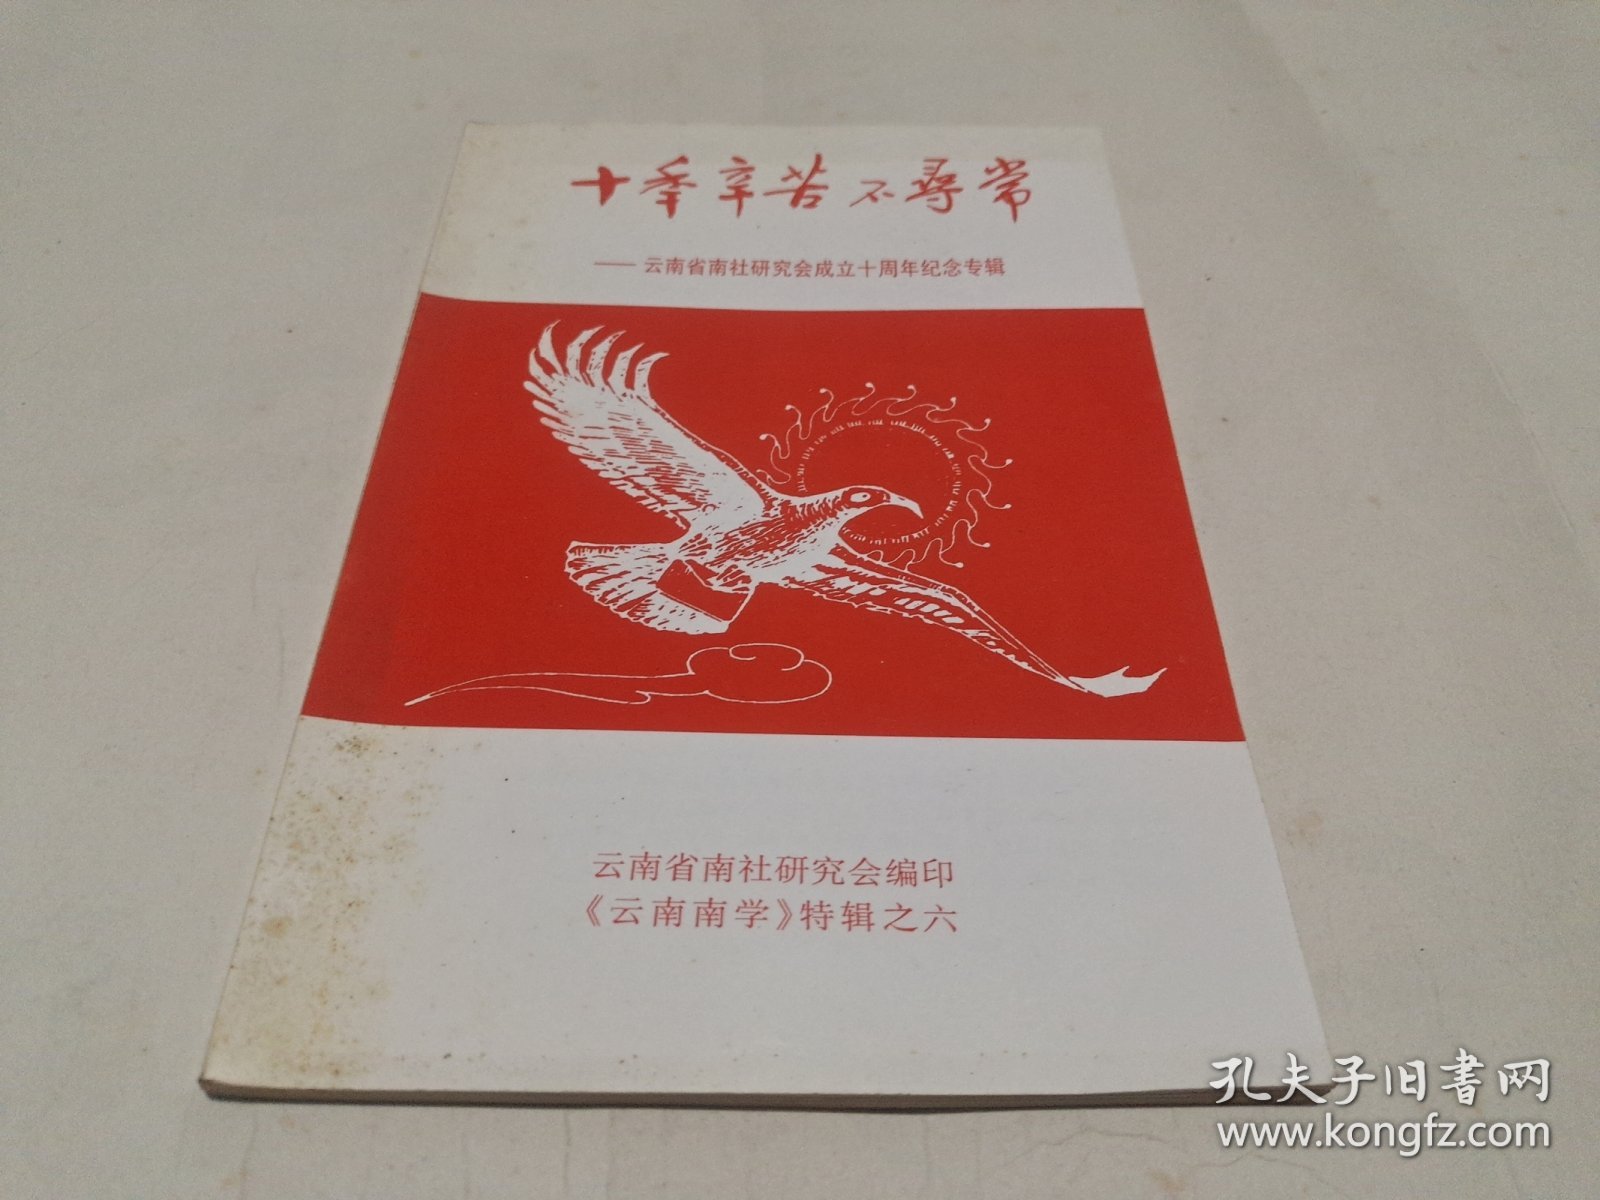 十年辛苦不尋常
——云南省南社研究会成立十周年纪念专辑
云南省南社研究会编印
《云南南学》特辑之六
孔夫子旧書网
www.kongfz.com